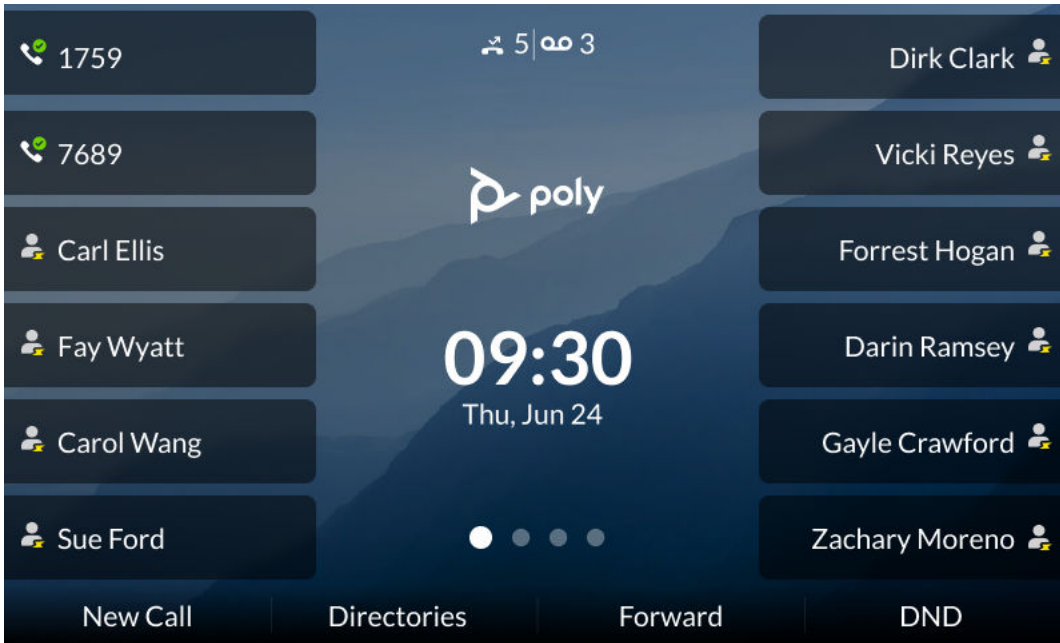 1759
7689
Carl Ellis
Fay Wyatt
Carol Wang
Sue Ford
5 3
poly
09:30
Thu, Jun 24
Dirk Clark
Vicki Reyes
Forrest Hogan
Darin Ramsey
Gayle Crawford
Zachary Moreno
New Call Directories Forward DND